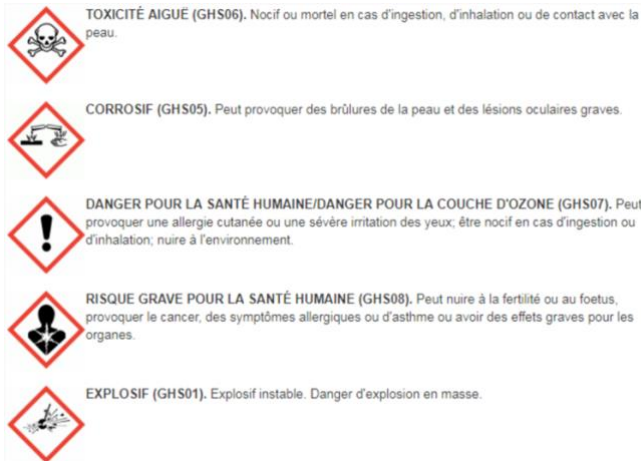 TOXICITÉ AIGUË (GHS06). Nocif ou mortel en cas d'ingestion, d'inhalation ou de contact avec la
peau.
CORROSIF (GHS05). Peut provoquer des brûlures de la peau et des lésions oculaires graves.
DANGER POUR LA SANTÉ HUMAINE/DANGER POUR LA COUCHE D'OZONE (GHS07). Peut
provoquer une allergie cutanée ou une sévère irritation des yeux; être nocif en cas d'ingestion ou
d'inhalation; nuire à l'environnement.
RISQUE GRAVE POUR LA SANTÉ HUMAINE (GHS08). Peut nuire à la fertilité ou au foetus,
provoquer le cancer, des symptômes allergiques ou d'asthme ou avoir des effets graves pour les
organes.
EXPLOSIF (GHS01). Explosif instable. Danger d'explosion en masse.